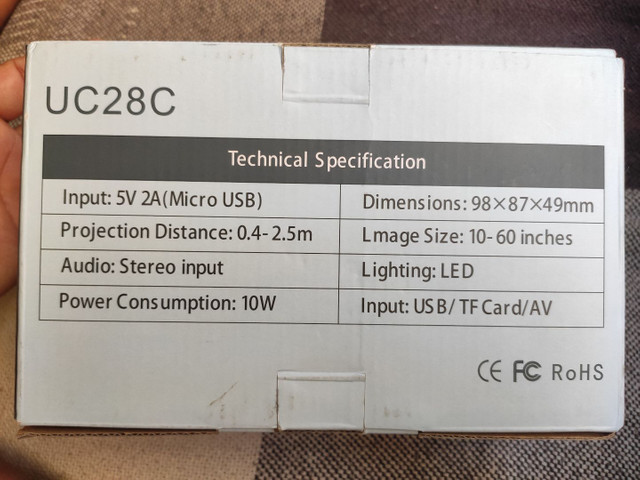 UC28C
Technical Specification
Input: 5V 2A(Micro USB)
Dimensions: 98×87×49mm
Projection Distance: 0.4-2.5m
Lmage Size: 10-60 inches
Audio: Stereo input
Lighting: LED
Power Consumption: 10W
Input: USB/TF Card/AV
CE FC RoHS